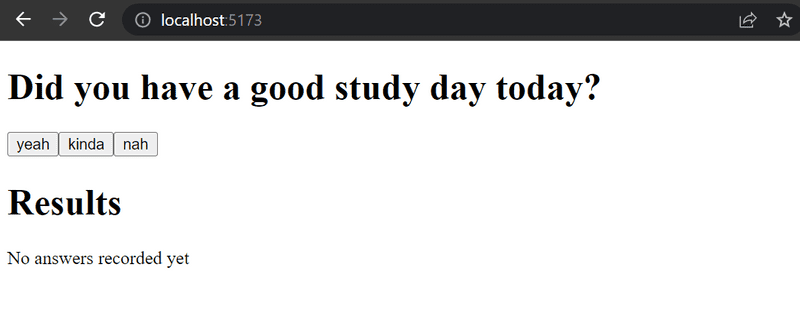 localhost:5173
Did you have a good study day today?
yeah kinda nah
Results
No answers recorded yet